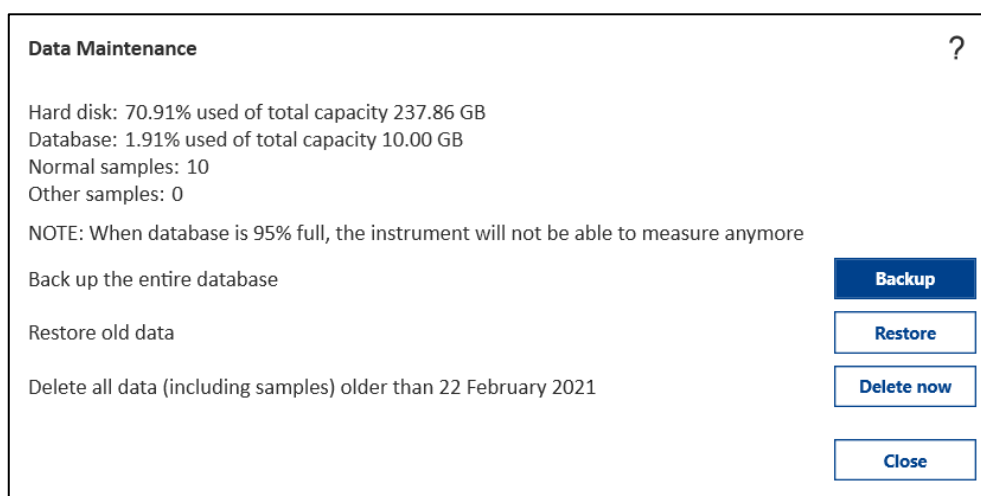 Data Maintenance
?
Hard disk: 70.91% used of total capacity 237.86 GB
Database: 1.91% used of total capacity 10.00 GB
Normal samples: 10
Other samples: 0
NOTE: When database is 95% full, the instrument will not be able to measure anymore
Back up the entire database
Backup
Restore old data
Restore
Delete all data (including samples) older than 22 February 2021
Delete now
Close